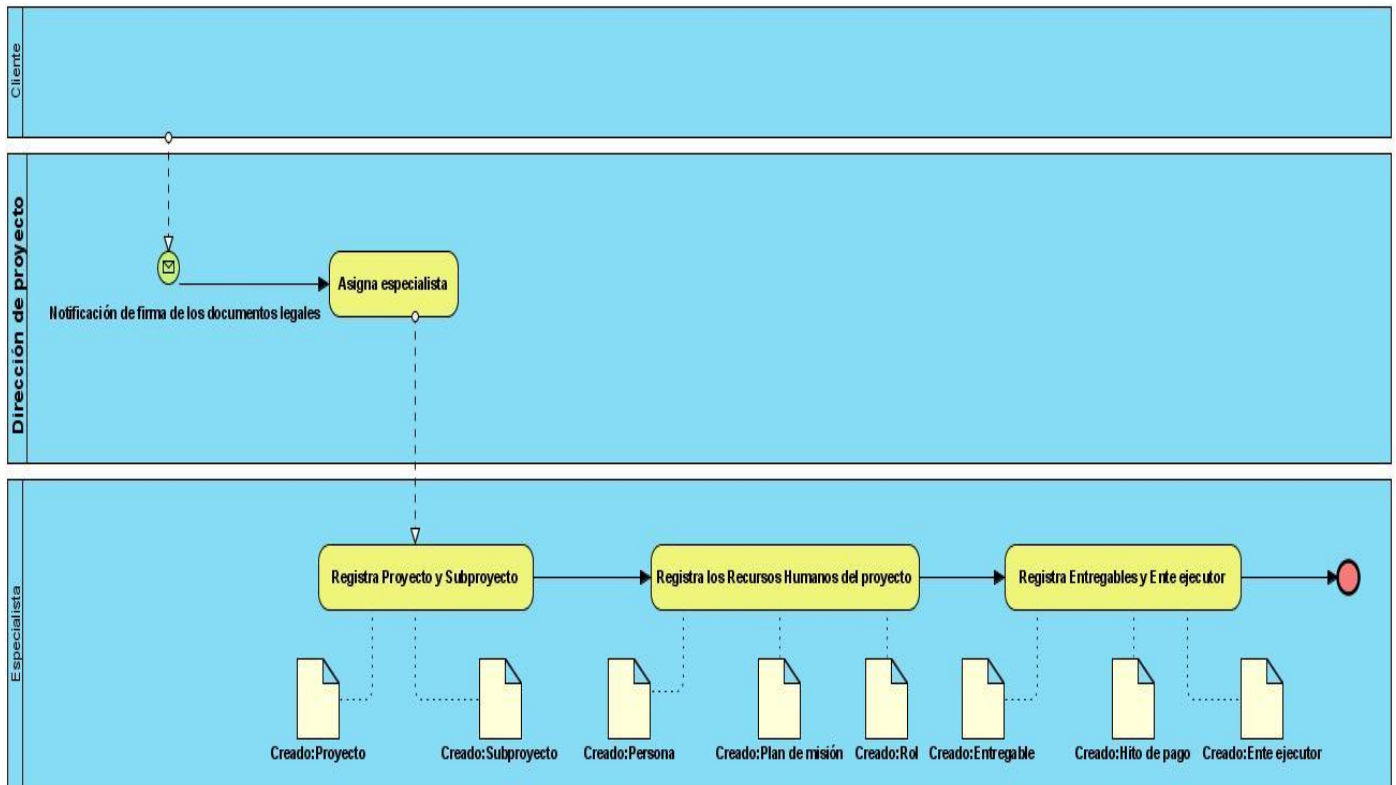 Cliente
Dirección de proyecto
Asigna especialista
Notificación de firma de los documentos legales
Especialista
Registra Proyecto y Subproyecto
Registra los Recursos Humanos del proyecto
Registra Entregables y Ente ejecutor
Creado:Proyecto
Creado:Subproyecto
Creado:Persona
Creado:Plan de misión
Creado:Rol
Creado:Entregable
Creado:Hito de pago
Creado:Ente ejecutor